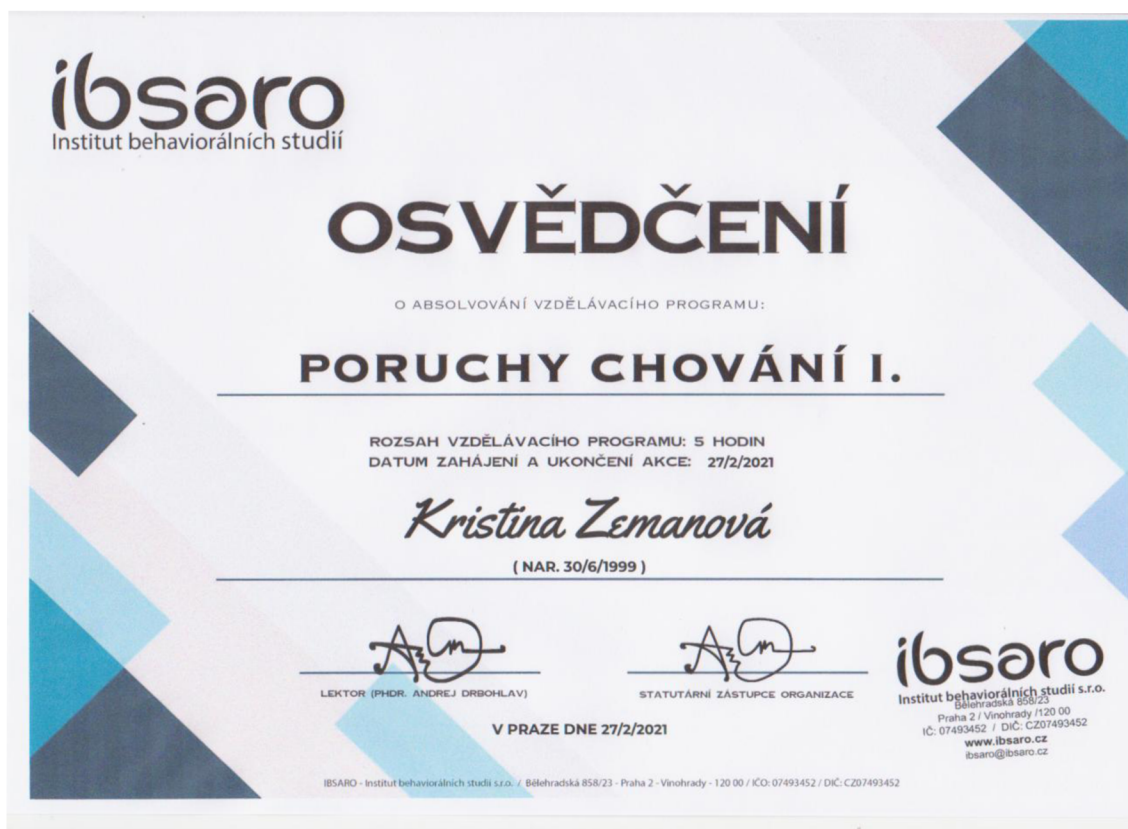 ibsaro
Institut behaviorálních studií
OSVĚDČENÍ
O ABSOLVOVÁNÍ VZDĚLÁVACÍHO PROGRAMU:
PORUCHY CHOVÁNÍ I.
ROZSAH VZDĚLÁVACÍHO PROGRAMU: 5 HODIN
DATUM ZAHÁJENÍ A UKONČENÍ AKCE: 27/2/2021
Kristina Zemanová
( NAR. 30/6/1999 )
LEKTOR (PHDR. ANDREJ DRBOHLAV)
STATUTÁRNÍ ZÁSTUPCE ORGANIZACE
V PRAZE DNE 27/2/2021
ibsaro
Institut behaviorálních studií s.r.o.
Bělehradská 858/23
Praha 2 / Vinohrady /120 00
IČ: 07493452 / DIČ: CZ07493452
www.ibsaro.cz
ibsaro@ibsaro.cz
IBSARO - Institut behaviorálních studií s.r.o. / Bělehradská 858/23 - Praha 2 - Vinohrady - 120 00 / IČO: 07493452 / DIČ: CZ07493452